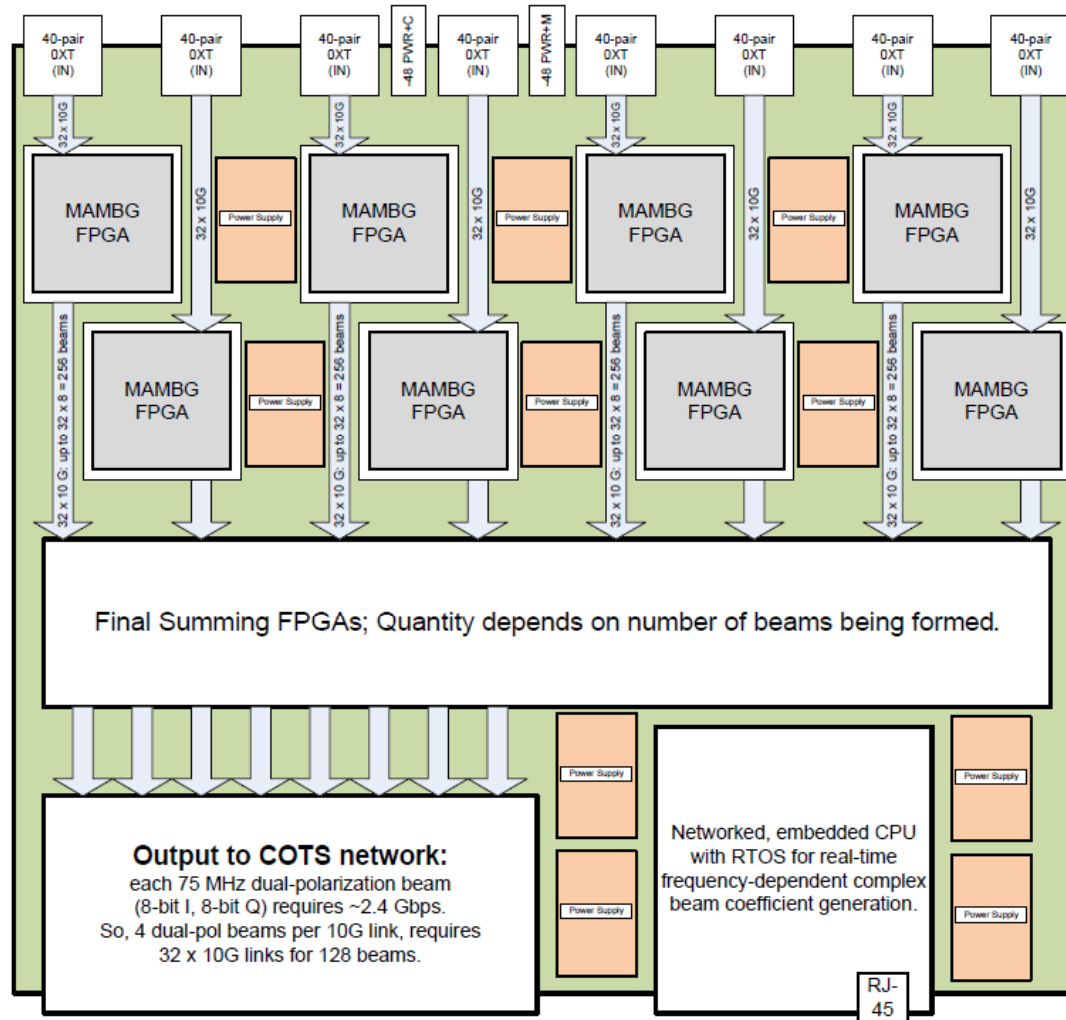 40-pair
0XT
(IN)
40-pair
0XT
(IN)
40-pair
0XT
(IN)
-48 PWR+C
40-pair
0XT
(IN)
-48 PWR+M
40-pair
0XT
(IN)
40-pair
0XT
(IN)
40-pair
0XT
(IN)
40-pair
0XT
(IN)
32 x 10G
32 x 10G
32 x 10G
32 x 10G
32 x 10G
32 x 10G
32 x 10G
32 x 10G
MAMBG
FPGA
Power Supply
MAMBG
FPGA
Power Supply
MAMBG
FPGA
Power Supply
MAMBG
FPGA
32 x 10 G: up to 32 x 8 = 256 beams
MAMBG
FPGA
Power Supply
32 x 10 G: up to 32 x 8 = 256 beams
MAMBG
FPGA
Power Supply
32 x 10 G: up to 32 x 8 = 256 beams
MAMBG
FPGA
Power Supply
32 x 10 G: up to 32 x 8 = 256 beams
MAMBG
FPGA
Final Summing FPGAs; Quantity depends on number of beams being formed.
Output to COTS network:
each 75 MHz dual-polarization beam
(8-bit I, 8-bit Q) requires ~2.4 Gbps.
So, 4 dual-pol beams per 10G link, requires
32 x 10G links for 128 beams.
Power Supply
Power Supply
Networked, embedded CPU
with RTOS for real-time
frequency-dependent complex
beam coefficient generation.
RJ-
45
Power Supply
Power Supply